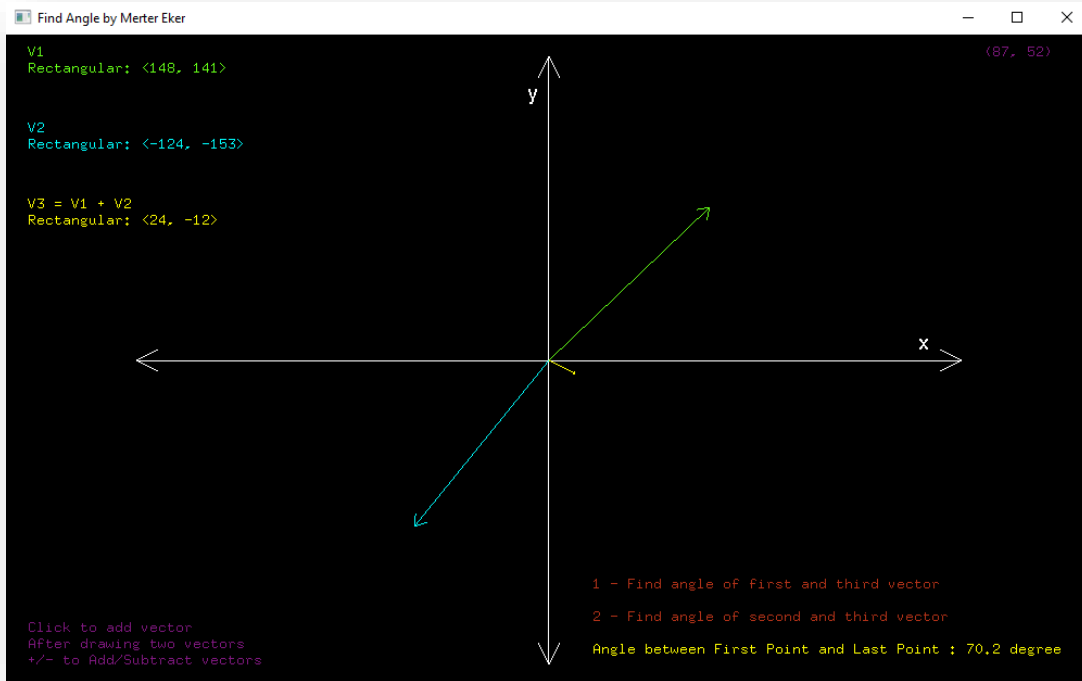 Find Angle by Merter Eker
V1
Rectangular: <148, 141>
(87, 52)
y
V2
Rectangular: <-124, -153>
V3 = V1 + V2
Rectangular: <24, -12>
x
1 - Find angle of first and third vector
2 - Find angle of second and third vector
Angle between First Point and Last Point : 70.2 degree
Click to add vector
After drawing two vectors
+/- to Add/Subtract vectors